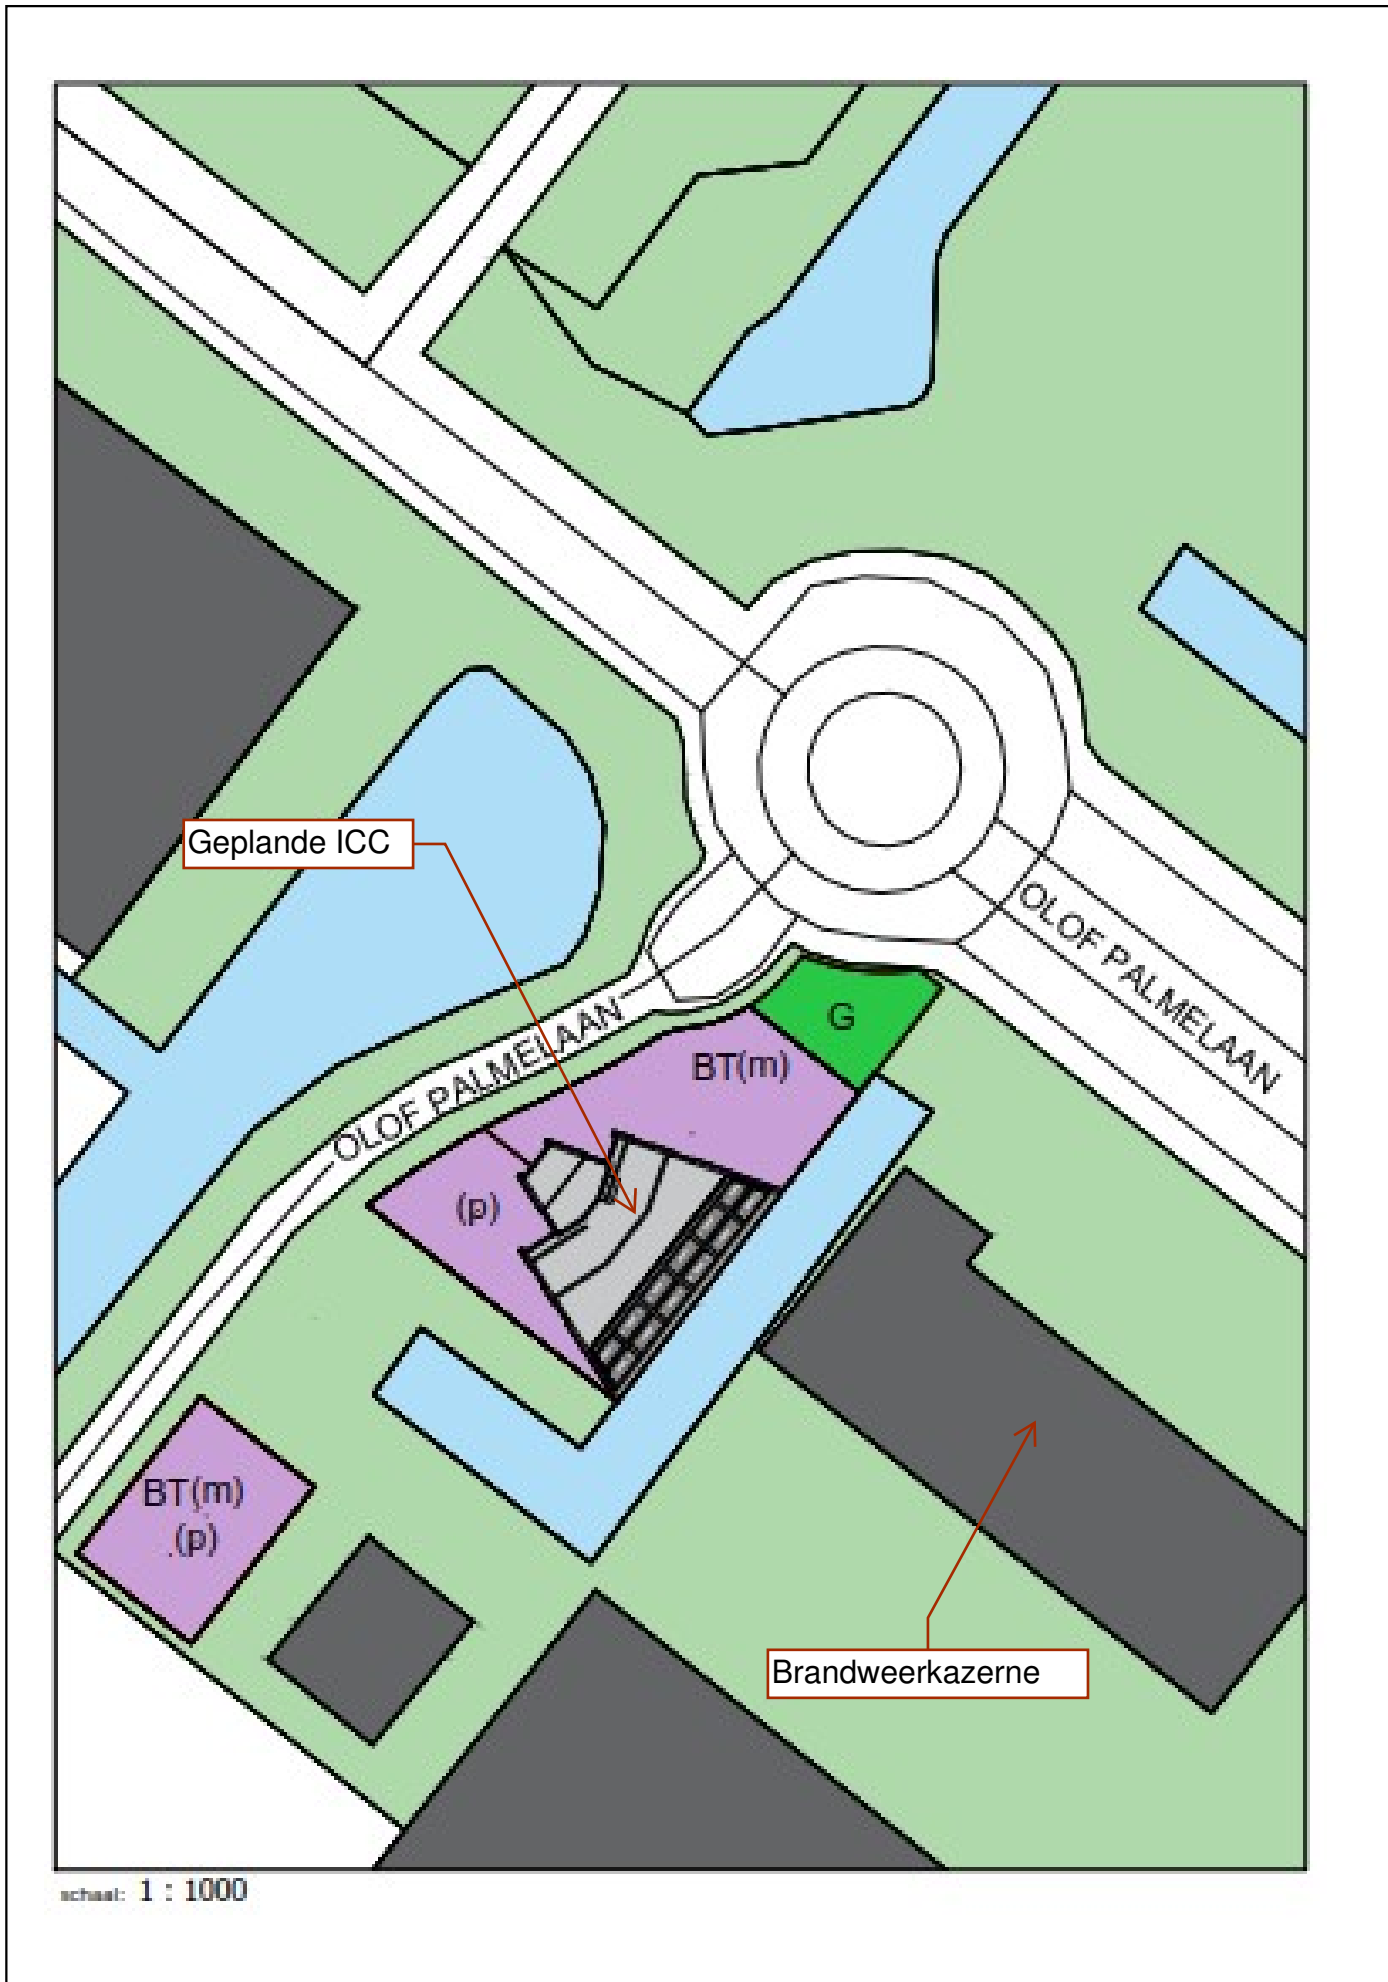 Geplande ICC
OLOF PALMELAAN
G
OLOF PALMELAAN
BT(m)
(p)
BT(m)
(p)
Brandweerkazerne
schaal: 1 : 1000